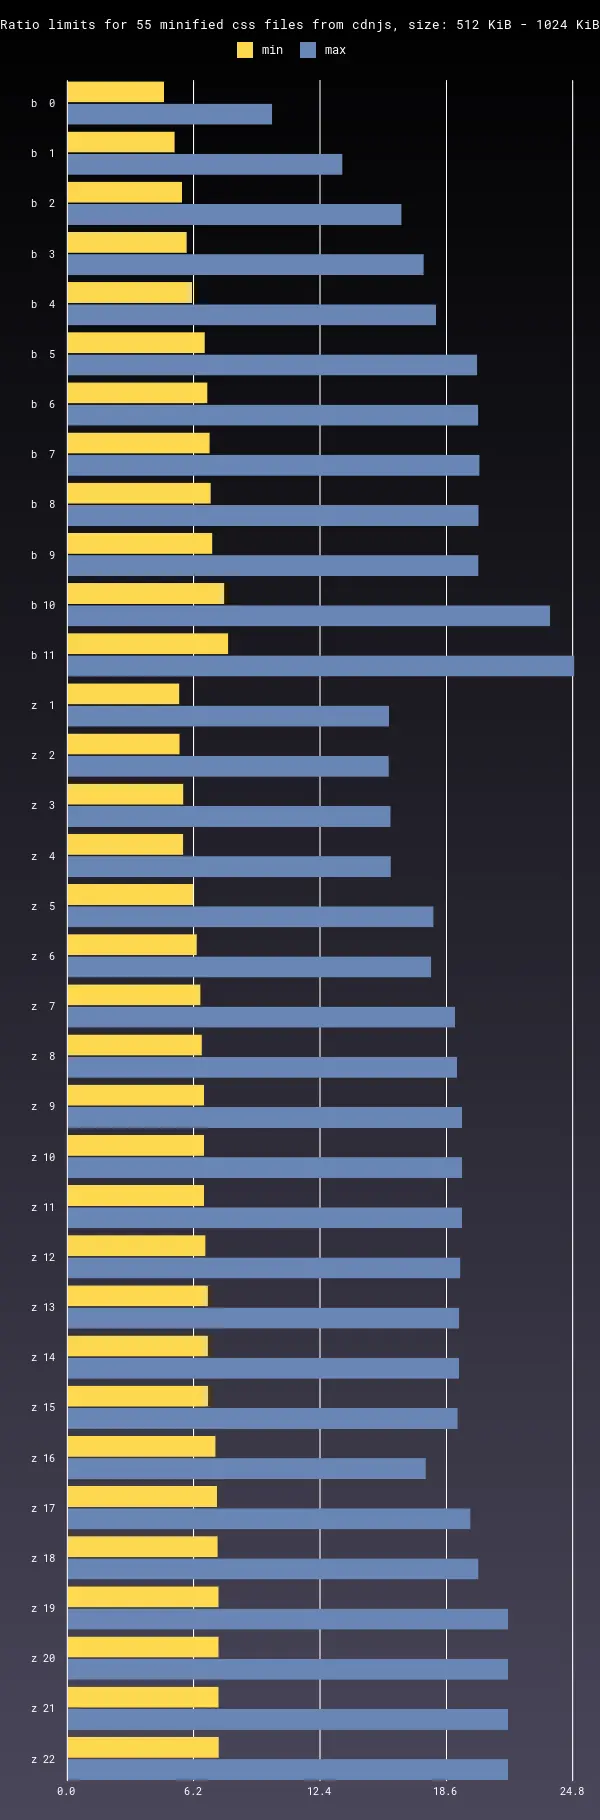 Ratio limits for 55 minified css files from cdnjs, size: 512 KiB - 1024 KiB
min max
b 0
b 1
b 2
b 3
b 4
b 5
b 6
b 7
b 8
b 9
b 10
b 11
z 1
z 2
z 3
z 4
z 5
z 6
z 7
z 8
z 9
z 10
z 11
z 12
z 13
z 14
z 15
z 16
z 17
z 18
z 19
z 20
z 21
z 22
0.0 6.2 12.4 18.6 24.8